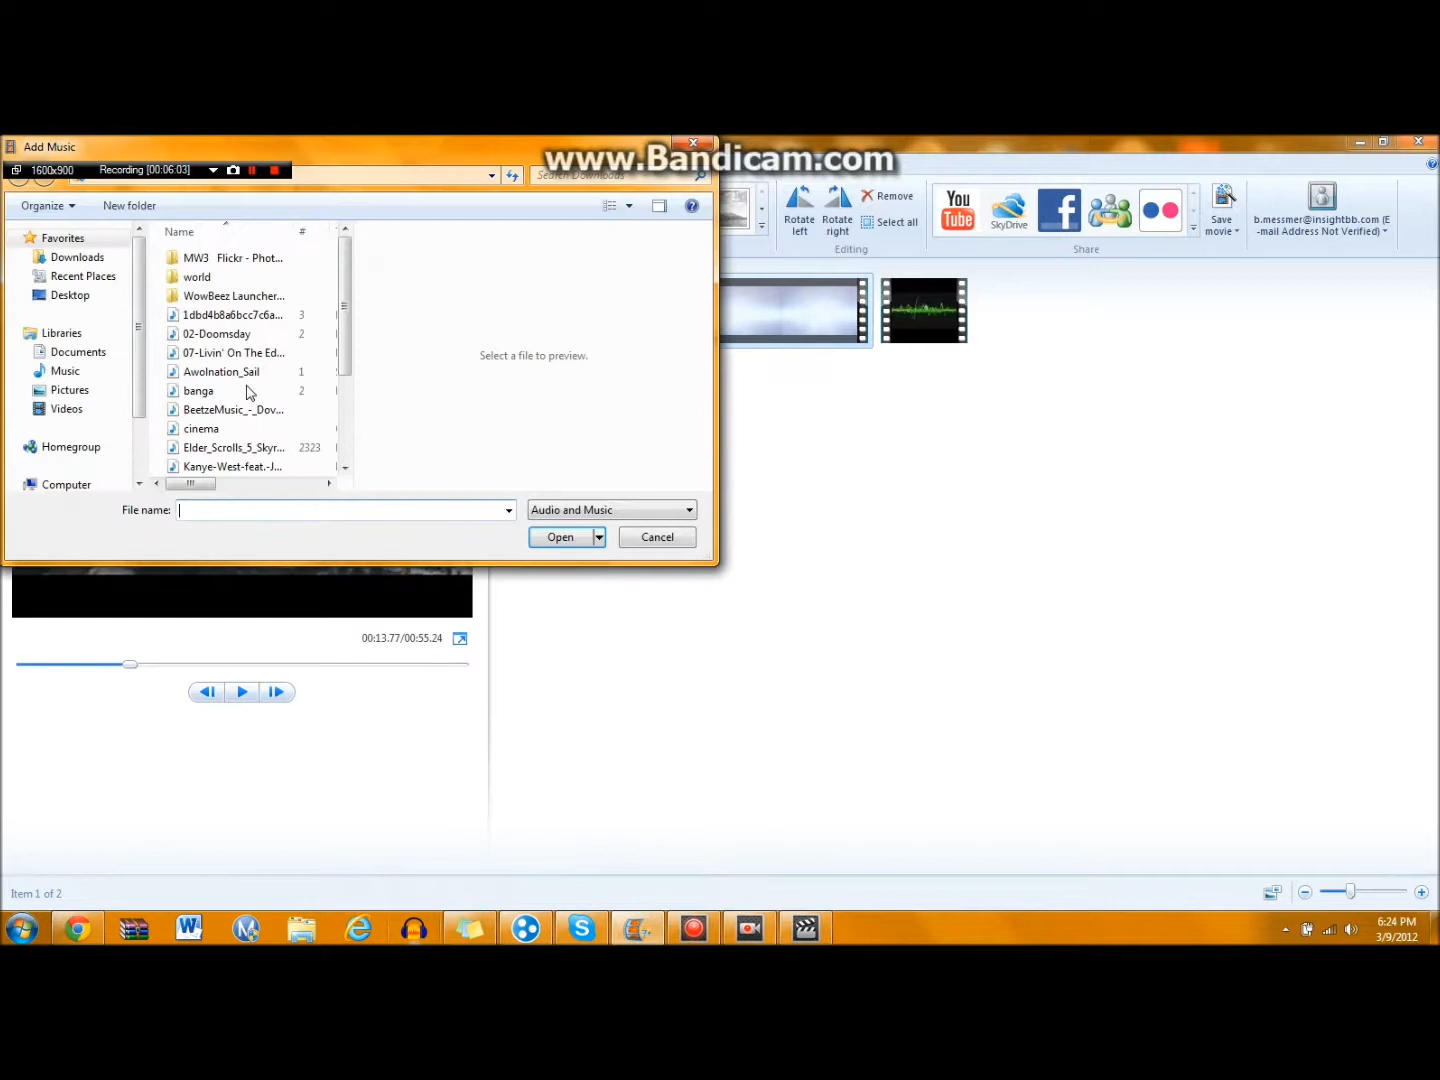 www.Bandicam.com
Add Music
1600x900 Recording [00:06:03]
Search Downloads
Organize New folder
Name #
Favorites
Downloads
Recent Places
Desktop
Libraries
Documents
Music
Pictures
Videos
Homegroup
Computer
MW3 Flickr - Phot...
world
WowBeez Launcher...
1dbd4b8a6bcc7c6a... 3
02-Doomsday 2
07-Livin' On The Ed...
Awolnation_Sail 1
banga 2
BeetzeMusic_-_Dov...
cinema
Elder_Scrolls_5_Skyr... 2323
Kanye-West-feat.-J...
Select a file to preview.
File name: Audio and Music
Open Cancel
Rotate left
Rotate right
Remove
Select all
Editing
You Tube
SkyDrive
Share
Save movie
b.messmer@insightbb.com (E
-mail Address Not Verified)
00:13.77/00:55.24
Item 1 of 2
6:24 PM
3/9/2012